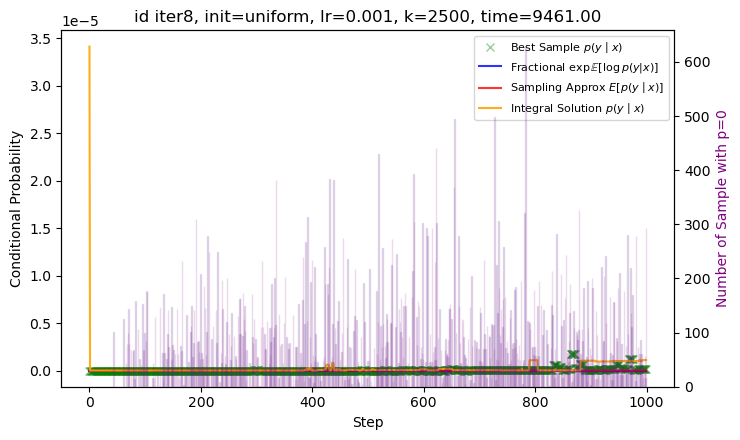 id iter8, init=uniform, lr=0.001, k=2500, time=9461.00
1e−5
3.5
3.0
2.5
2.0
1.5
1.0
0.5
0.0
Conditional Probability
0
200
400
600
800
1000
Step
600
500
400
300
200
100
0
Number of Sample with p=0
Best Sample p(y | x)
Fractional exp𝔼[log p(y|x)]
Sampling Approx E[p(y | x)]
Integral Solution p(y | x)